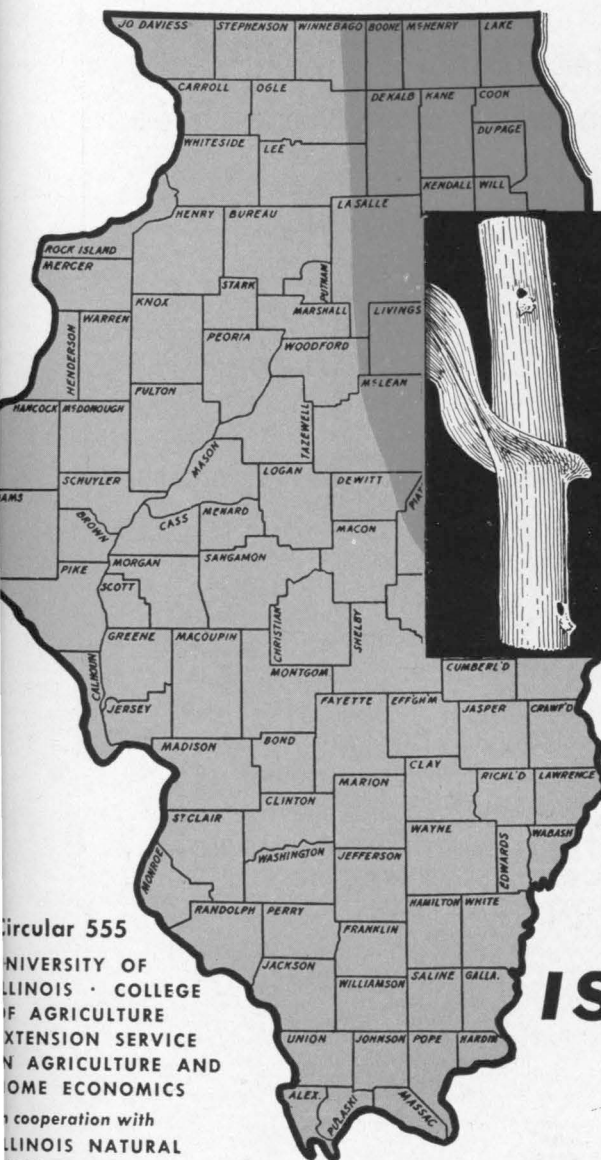 JO DAVIESS STEPHENSON WINNEBAGO BOONE McHENRY LAKE
CARROLL OGLE DEKALB KANE COOK
DUPAGE
WHITESIDE LEE
KENDALL WILL
LASALLE
HENRY BUREAU
ROCK ISLAND
MERCER
STARK PUTNAM
KNOX MARSHALL LIVINGS
HENDERSON WARREN PEORIA WOODFORD
McLEAN
FULTON TAZEWELL
HANCOCK McDONOUGH
MASON
SCHUYLER LOGAN DEWITT
AMS BROWN CASS MENARD PIAT
MACON
PIKE MORGAN SANGAMON
SCOTT CHRISTIAN SHELBY
GREENE MACOUPIN
CALHOUN MONTGOM CUMBERL'D
JERSEY FAYETTE EFF'GH'M JASPER CRAWF'D
MADISON BOND
CLAY
MARION RICHL'D LAWRENCE
CLINTON
ST CLAIR WAYNE EDWARDS WABASH
MONROE WASHINGTON JEFFERSON
HAMILTON WHITE
RANDOLPH PERRY
FRANKLIN
JACKSON
WILLIAMSON SALINE GALLA.
UNION JOHNSON POPE HARDIN
ALEX. PULASKI MASSAC
IS
ircular 555
NIVERSITY OF
LLINOIS · COLLEGE
F AGRICULTURE
XTENSION SERVICE
N AGRICULTURE AND
OME ECONOMICS
n cooperation with
LLINOIS NATURAL